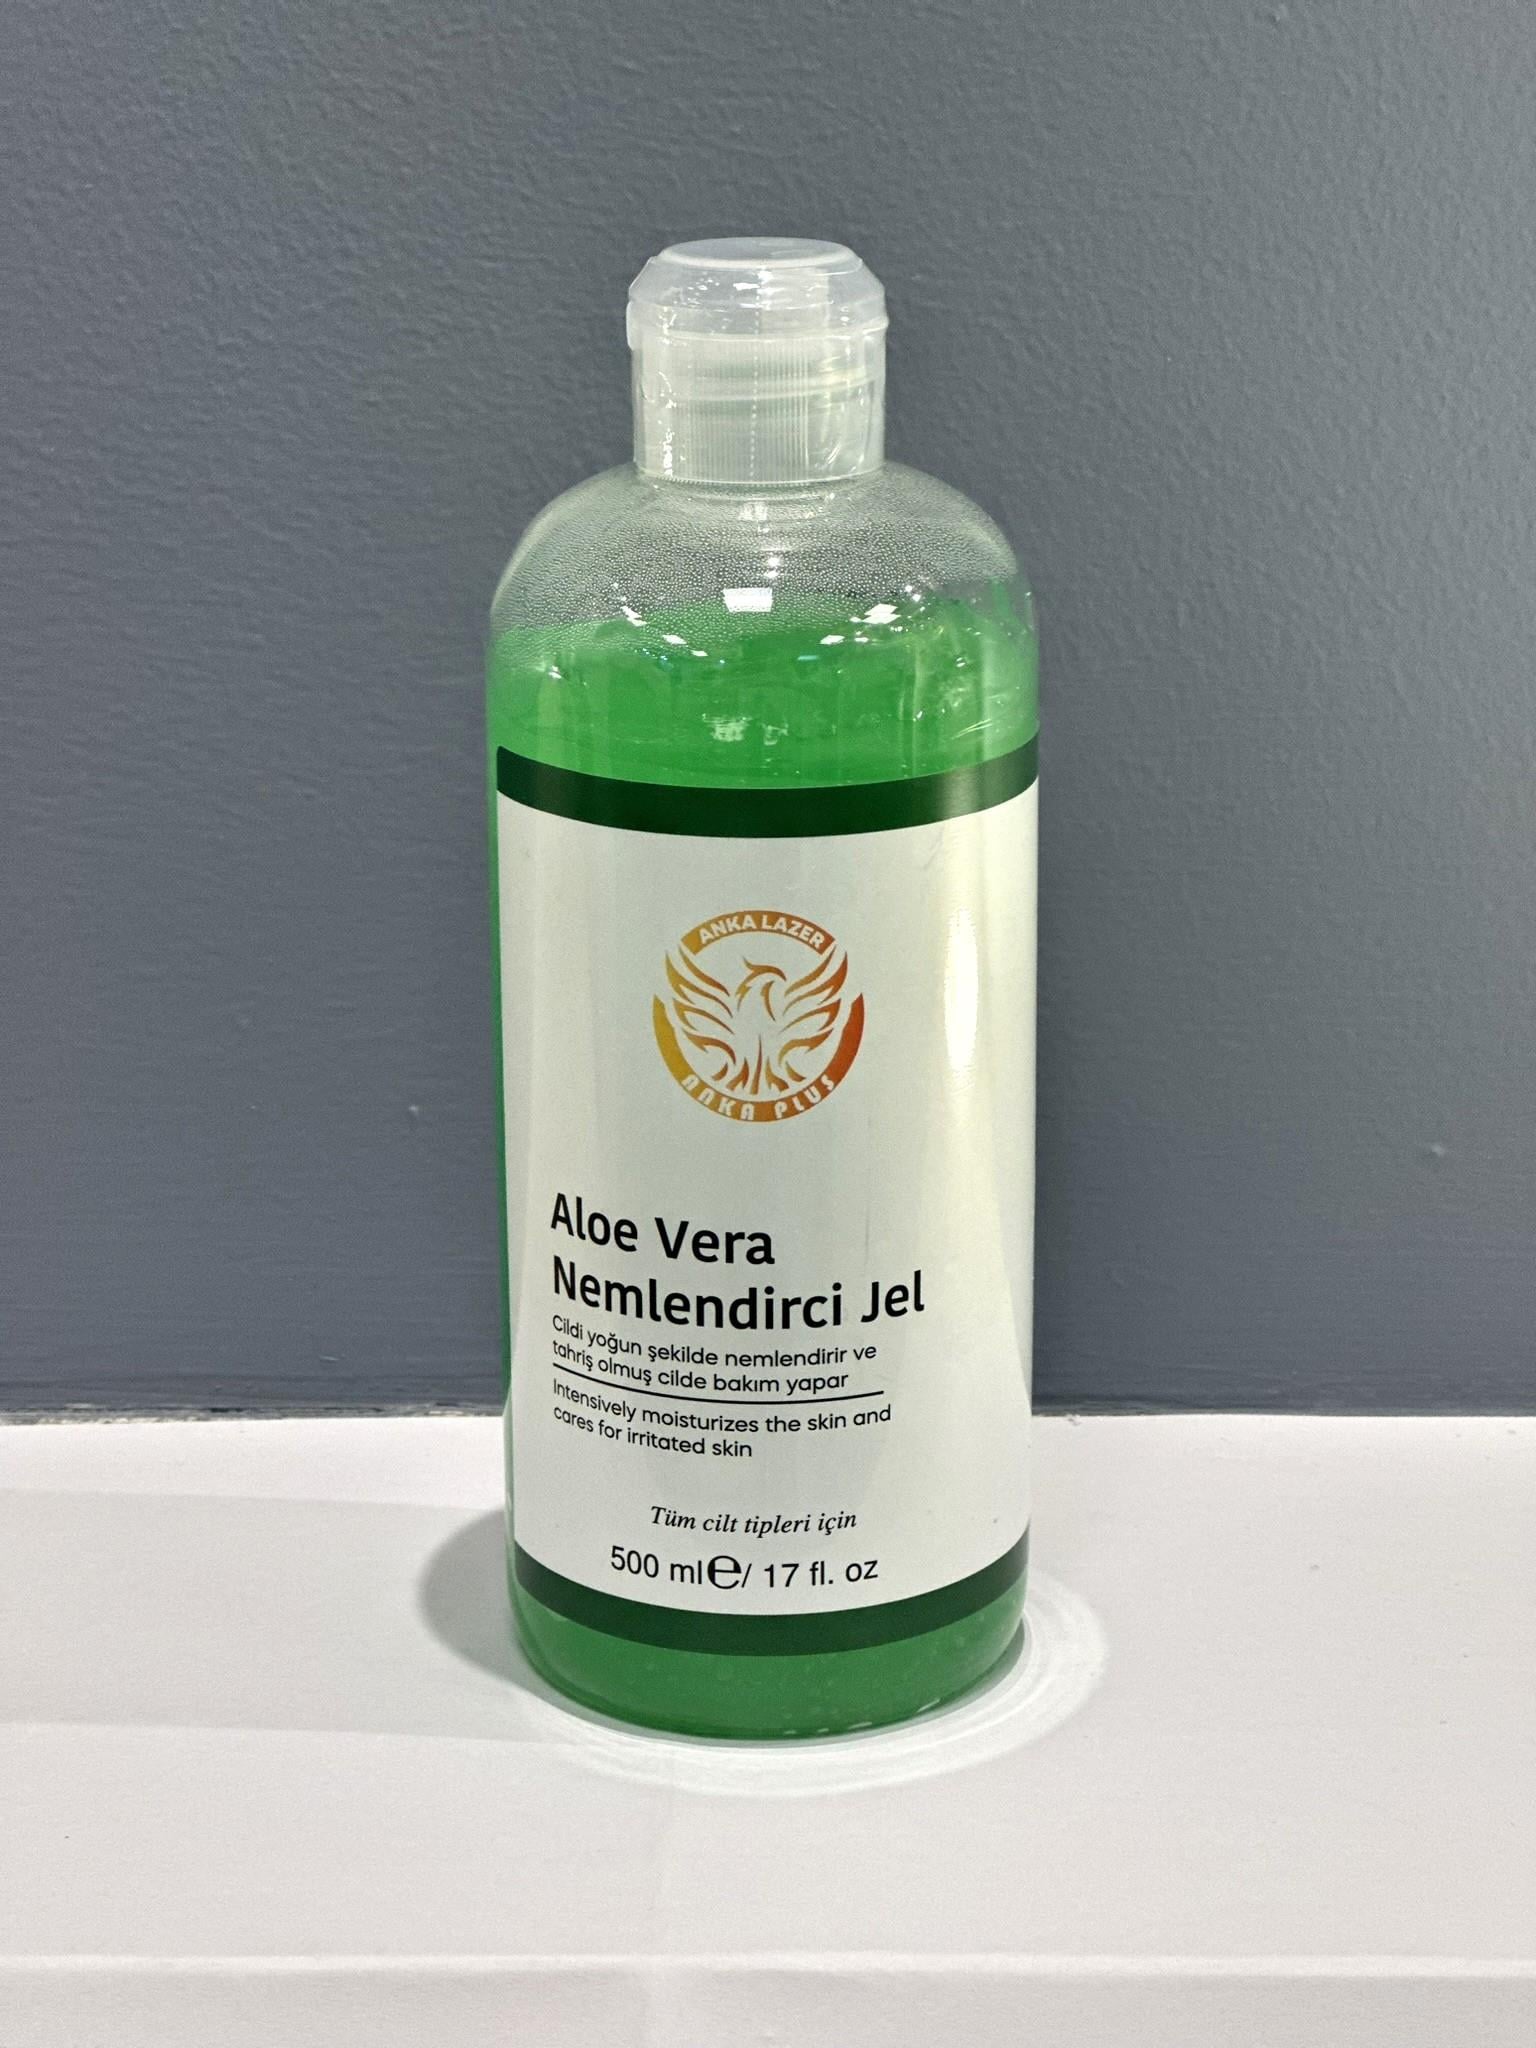 ANKA LAZER
ANKA PLUS
Aloe Vera
Nemlendirci Jel
Cildi yoğun şekilde nemlendirir ve
tahriş olmuş cilde bakım yapar
Intensively moisturizes the skin and
cares for irritated skin
Tüm cilt tipleri için
500 ml℮/ 17 fl. oz